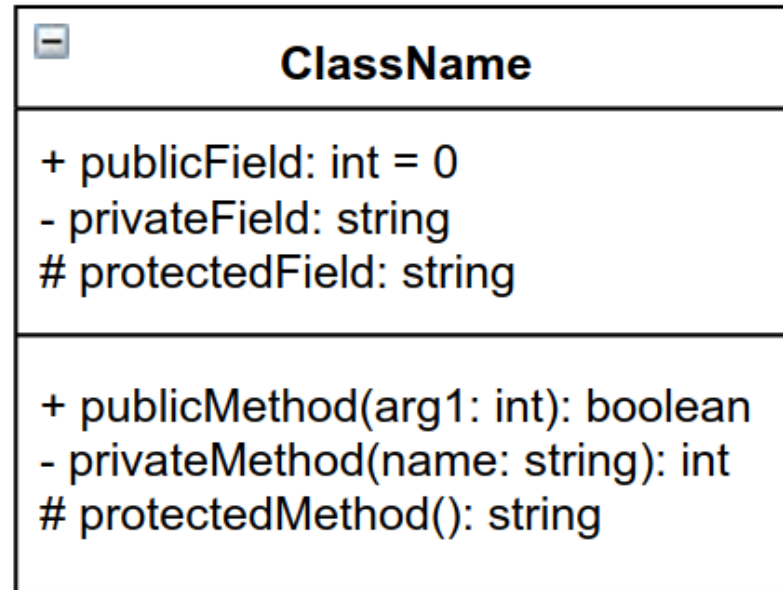 ClassName
+ publicField: int = 0
- privateField: string
# protectedField: string
+ publicMethod(arg1: int): boolean
- privateMethod(name: string): int
# protectedMethod(): string